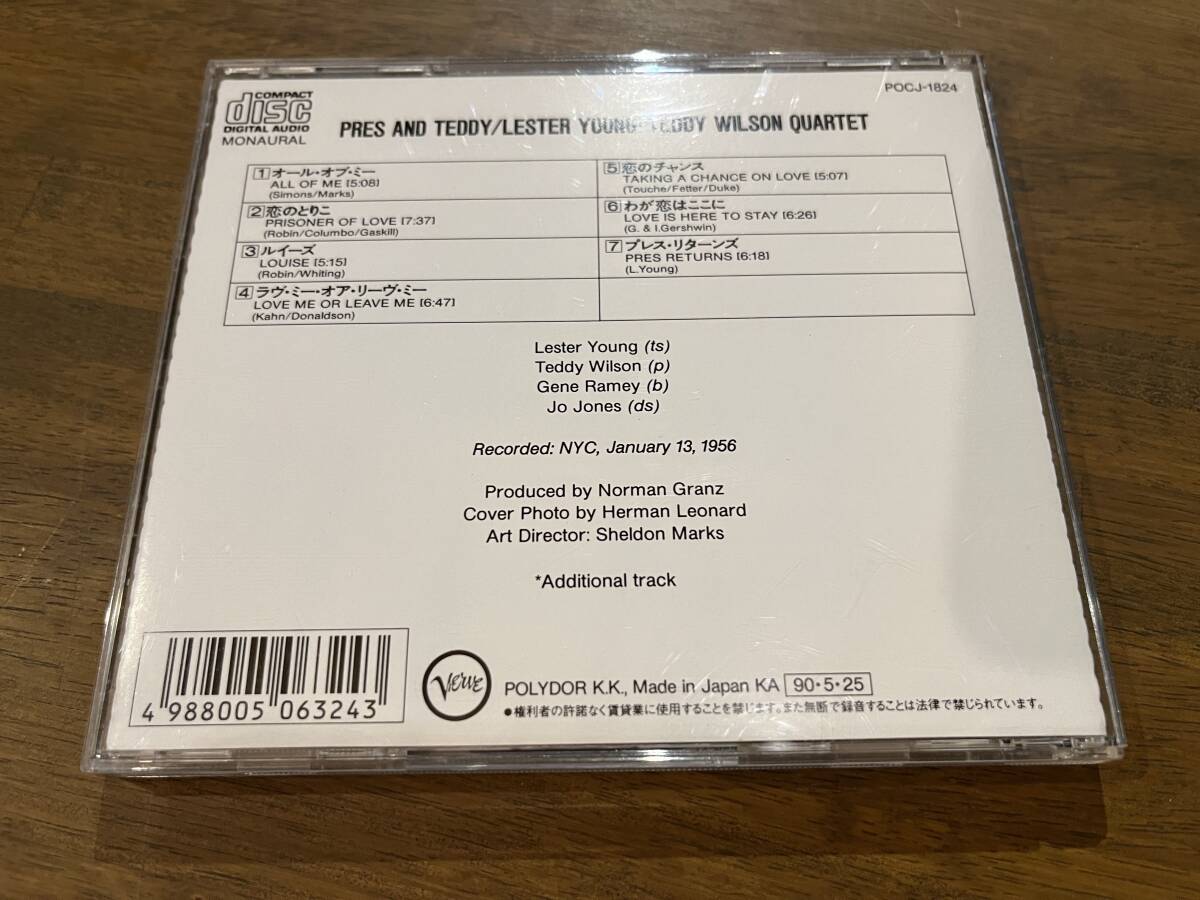 COMPACT
disc
DIGITAL AUDIO
MONAURAL
POCJ-1824
PRES AND TEDDY/LESTER YOUNG-TEDDY WILSON QUARTET
1 オール・オブ・ミー
ALL OF ME [5:08]
(Simons/Marks)
2 恋のとりこ
PRISONER OF LOVE [7:37]
(Robin/Columbo/Gaskill)
3 ルイーズ
LOUISE [5:15]
(Robin/Whiting)
4 ラヴ・ミー・オア・リーヴ・ミー
LOVE ME OR LEAVE ME [6:47]
(Kahn/Donaldson)
5 恋のチャンス
TAKING A CHANCE ON LOVE [5:07]
(Touche/Fetter/Duke)
6 わが恋はここに
LOVE IS HERE TO STAY [6:26]
(G. & I.Gershwin)
7 プレス・リターンズ
PRES RETURNS [6:18]
(L.Young)
Lester Young (ts)
Teddy Wilson (p)
Gene Ramey (b)
Jo Jones (ds)
Recorded: NYC, January 13, 1956
Produced by Norman Granz
Cover Photo by Herman Leonard
Art Director: Sheldon Marks
*Additional track
4 988005 063243
Verve
POLYDOR K.K., Made in Japan KA 90・5・25
●権利者の許諾なく賃貸業に使用することを禁じます。また無断で録音することは法律で禁じられています。